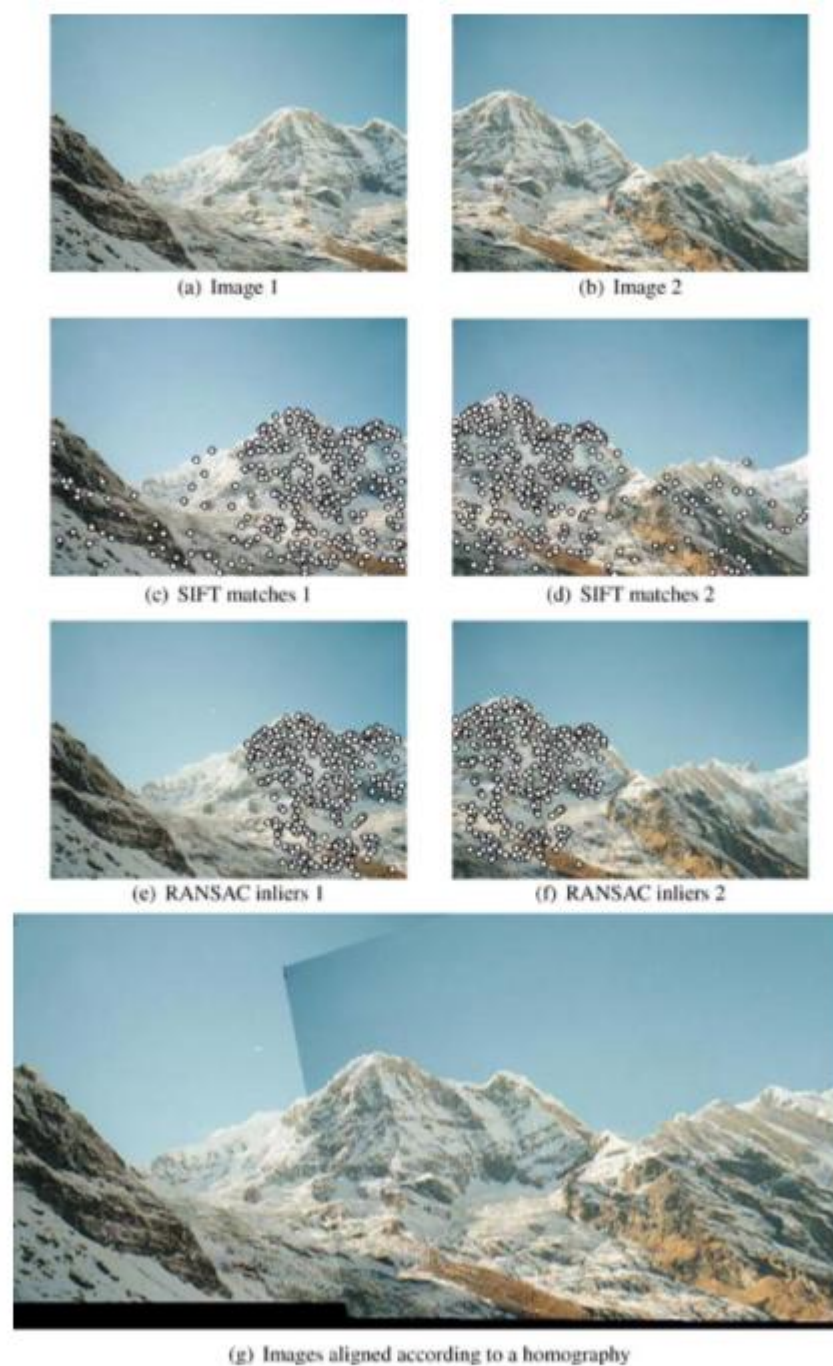 (a) Image 1
(b) Image 2
(c) SIFT matches 1
(d) SIFT matches 2
(e) RANSAC inliers 1
(f) RANSAC inliers 2
(g) Images aligned according to a homography